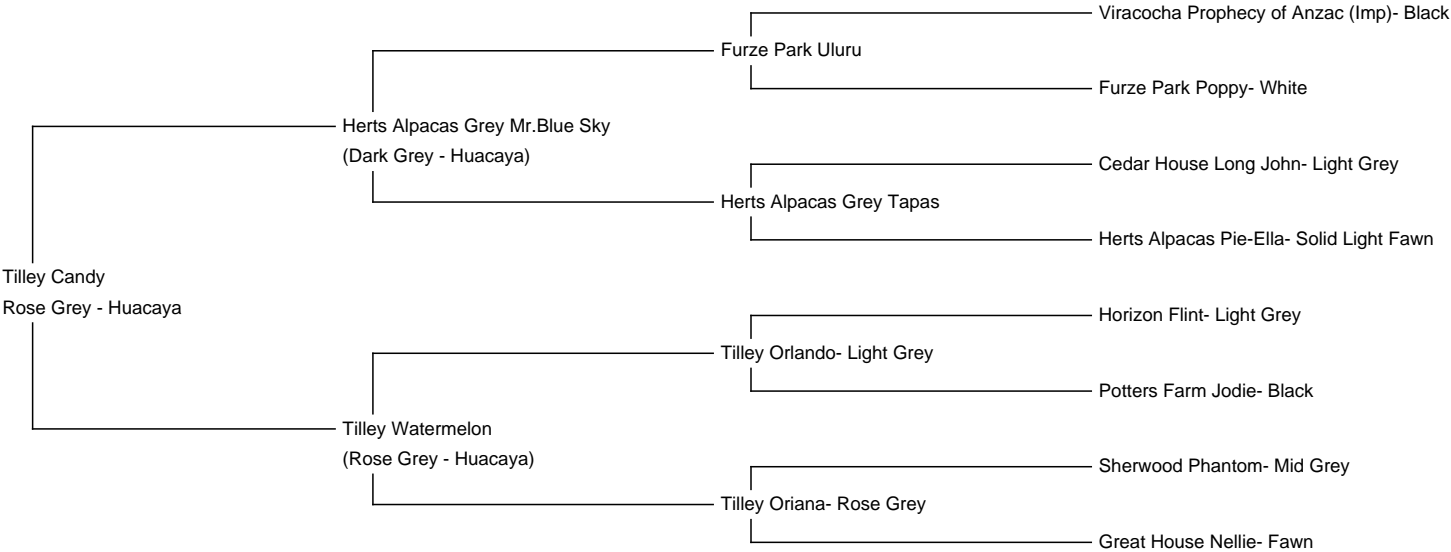 Viracocha Prophecy of Anzac (Imp)- Black
Furze Park Uluru
Furze Park Poppy- White
Herts Alpacas Grey Mr.Blue Sky
(Dark Grey - Huacaya)
Cedar House Long John- Light Grey
Herts Alpacas Grey Tapas
Herts Alpacas Pie-Ella- Solid Light Fawn
Tilley Candy
Rose Grey - Huacaya
Horizon Flint- Light Grey
Tilley Orlando- Light Grey
Potters Farm Jodie- Black
Tilley Watermelon
(Rose Grey - Huacaya)
Sherwood Phantom- Mid Grey
Tilley Oriana- Rose Grey
Great House Nellie- Fawn